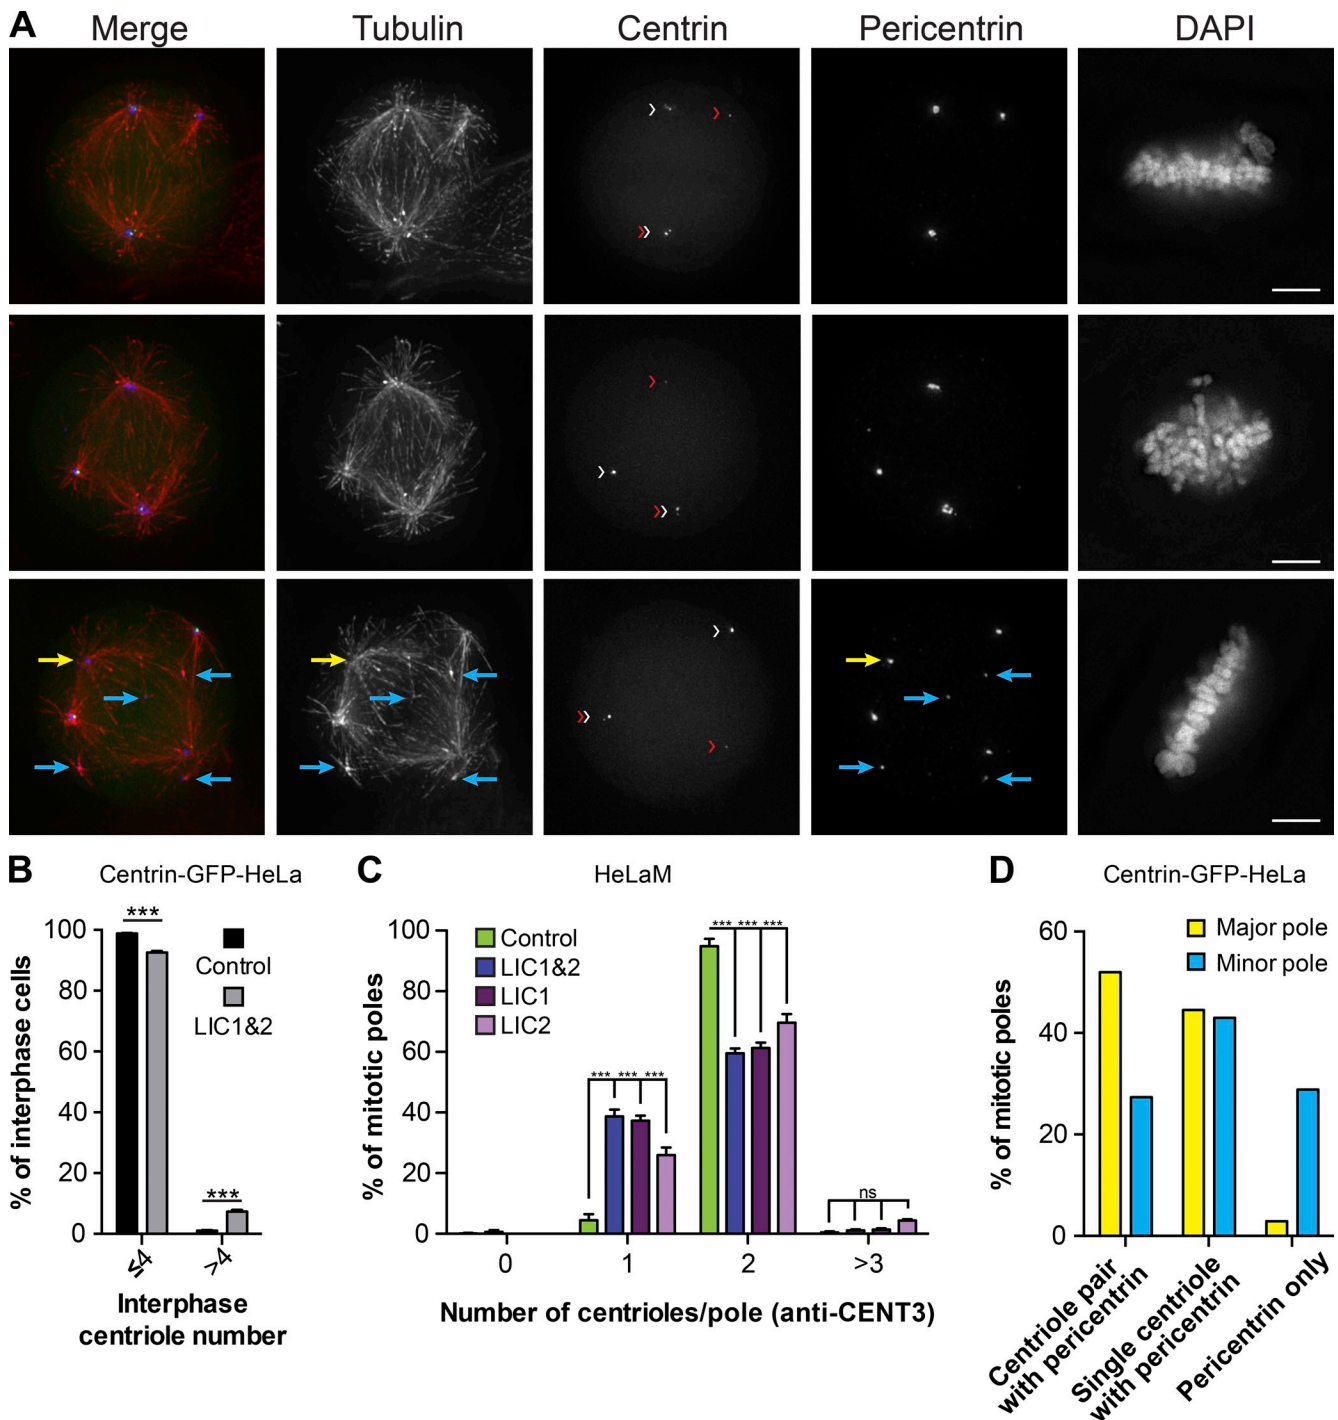 A
Merge
Tubulin
Centrin
Pericentrin
DAPI
B
Centrin-GFP-HeLa
% of interphase cells
100
80
60
40
20
0
***
Control
LIC1&2
***
≤4
>4
Interphase
centriole number
C
HeLaM
% of mitotic poles
100
80
60
40
20
0
Control
LIC1&2
LIC1
LIC2
*** *** ***
*** *** ***
ns
0
1
2
>3
Number of centrioles/pole (anti-CENT3)
D
Centrin-GFP-HeLa
% of mitotic poles
60
40
20
0
Major pole
Minor pole
Centriole pair
with pericentrin
Single centriole
with pericentrin
Pericentrin only